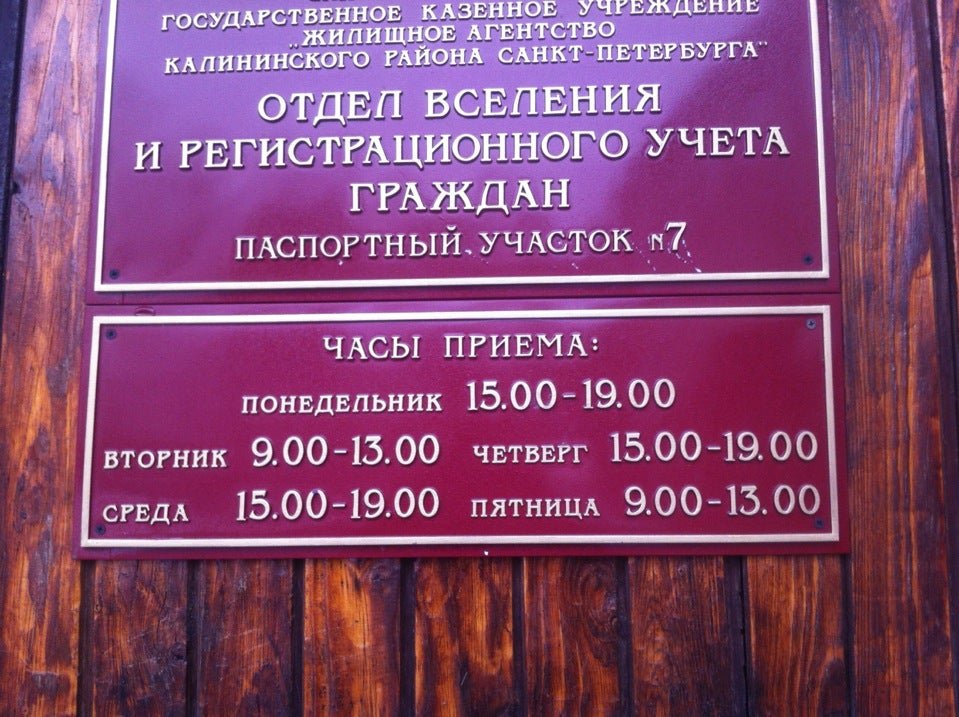 ГОСУДАРСТВЕННОЕ КАЗЕННОЕ УЧРЕЖДЕНИЕ
„ЖИЛИЩНОЕ АГЕНТСТВО
КАЛИНИНСКОГО РАЙОНА САНКТ-ПЕТЕРБУРГА"
ОТДЕЛ ВСЕЛЕНИЯ
И РЕГИСТРАЦИОННОГО УЧЕТА
ГРАЖДАН
ПАСПОРТНЫЙ УЧАСТОК N7
ЧАСЫ ПРИЕМА:
ПОНЕДЕЛЬНИК 15.00-19.00
ВТОРНИК 9.00-13.00 ЧЕТВЕРГ 15.00-19.00
СРЕДА 15.00-19.00 ПЯТНИЦА 9.00-13.00